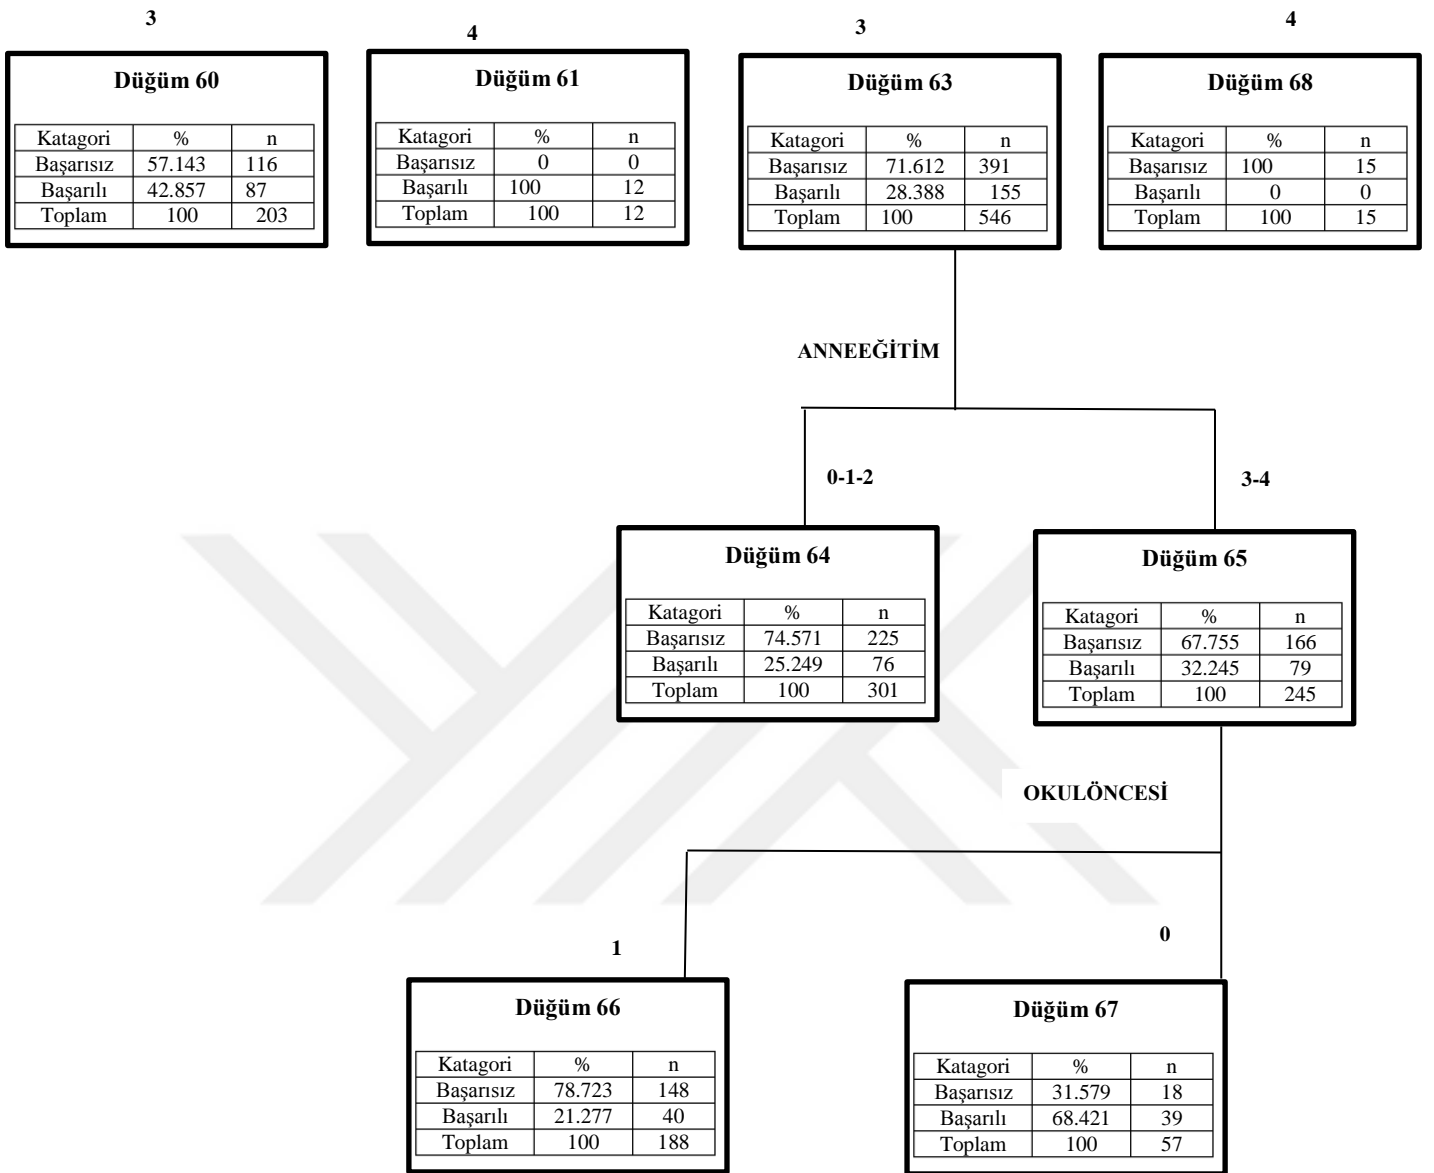 3
4
3
4
Düğüm 60
Katagori % n
Başarısız 57.143 116
Başarılı 42.857 87
Toplam 100 203
Düğüm 61
Katagori % n
Başarısız 0 0
Başarılı 100 12
Toplam 100 12
Düğüm 63
Katagori % n
Başarısız 71.612 391
Başarılı 28.388 155
Toplam 100 546
Düğüm 68
Katagori % n
Başarısız 100 15
Başarılı 0 0
Toplam 100 15
ANNEEĞİTİM
0-1-2
3-4
Düğüm 64
Katagori % n
Başarısız 74.571 225
Başarılı 25.249 76
Toplam 100 301
Düğüm 65
Katagori % n
Başarısız 67.755 166
Başarılı 32.245 79
Toplam 100 245
OKULÖNCESİ
1
0
Düğüm 66
Katagori % n
Başarısız 78.723 148
Başarılı 21.277 40
Toplam 100 188
Düğüm 67
Katagori % n
Başarısız 31.579 18
Başarılı 68.421 39
Toplam 100 57